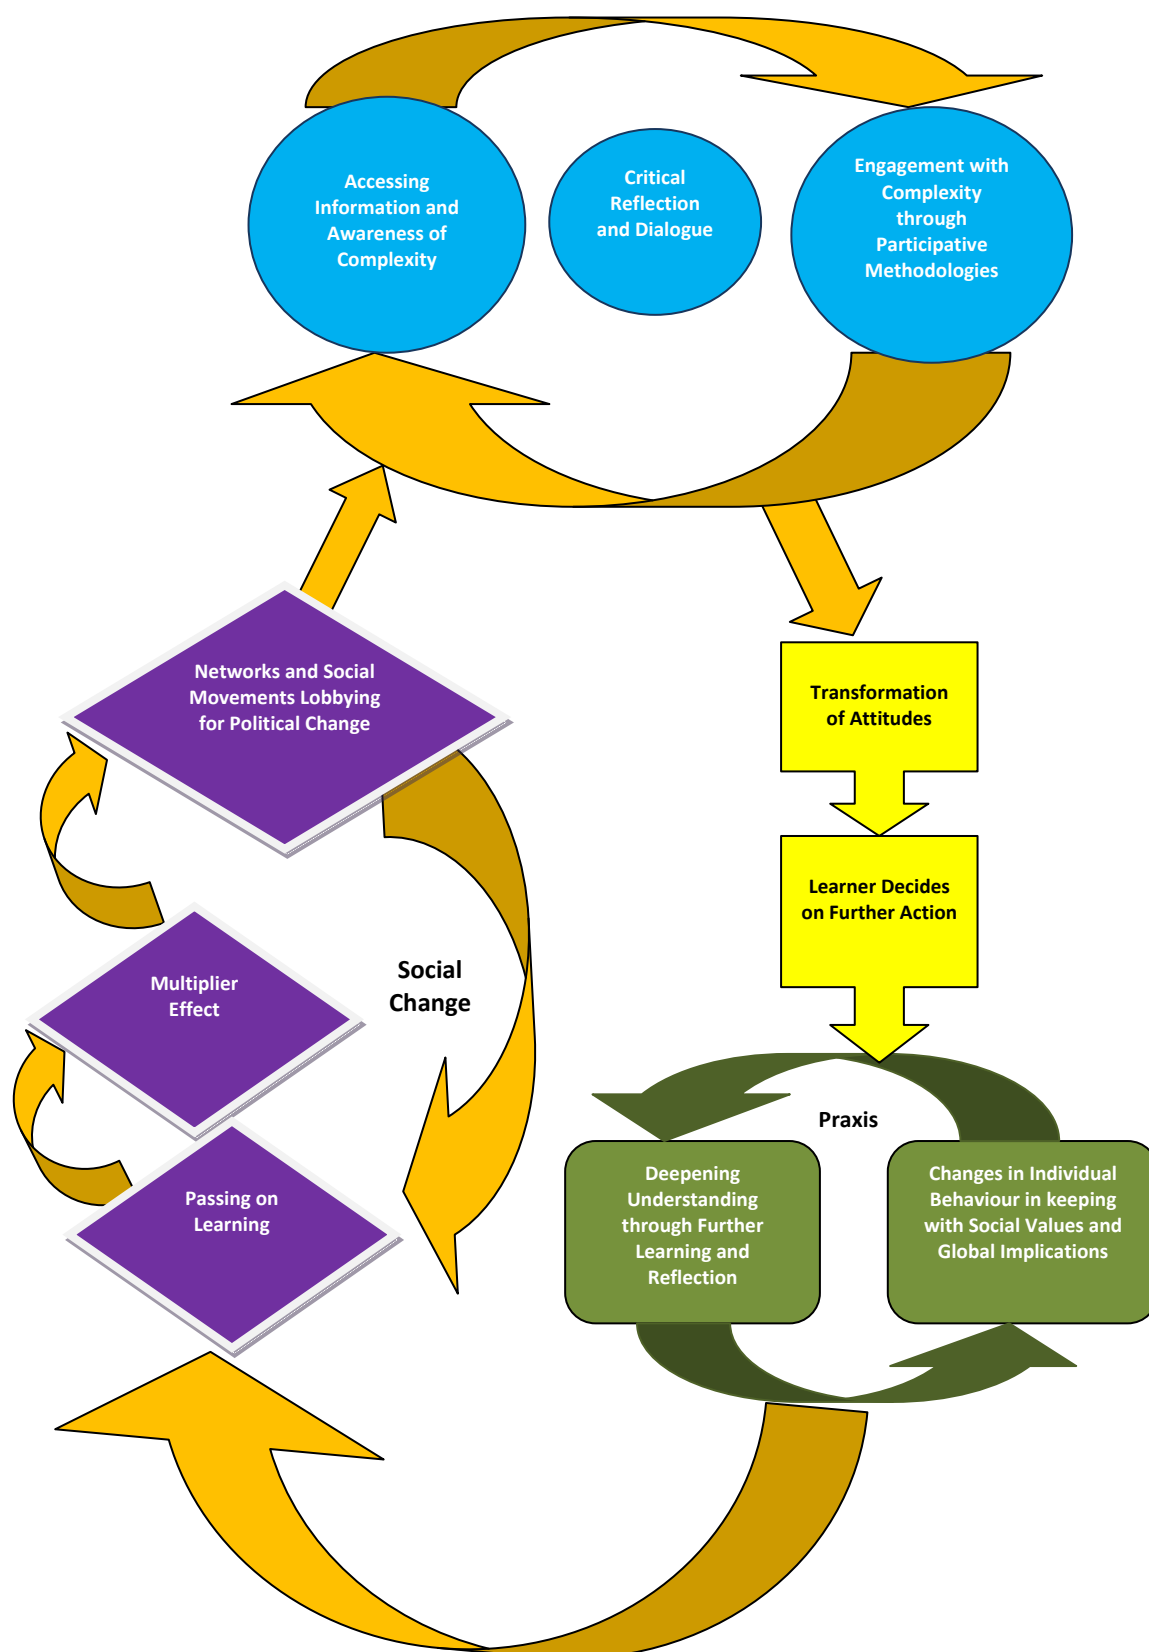 Accessing
Information and
Awareness of
Complexity
Critical
Reflection
and Dialogue
Engagement with
Complexity
through
Participative
Methodologies
Networks and Social
Movements Lobbying
for Political Change
Transformation
of Attitudes
Learner Decides
on Further Action
Multiplier
Effect
Social
Change
Passing on
Learning
Praxis
Deepening
Understanding
through Further
Learning and
Reflection
Changes in Individual
Behaviour in keeping
with Social Values and
Global Implications